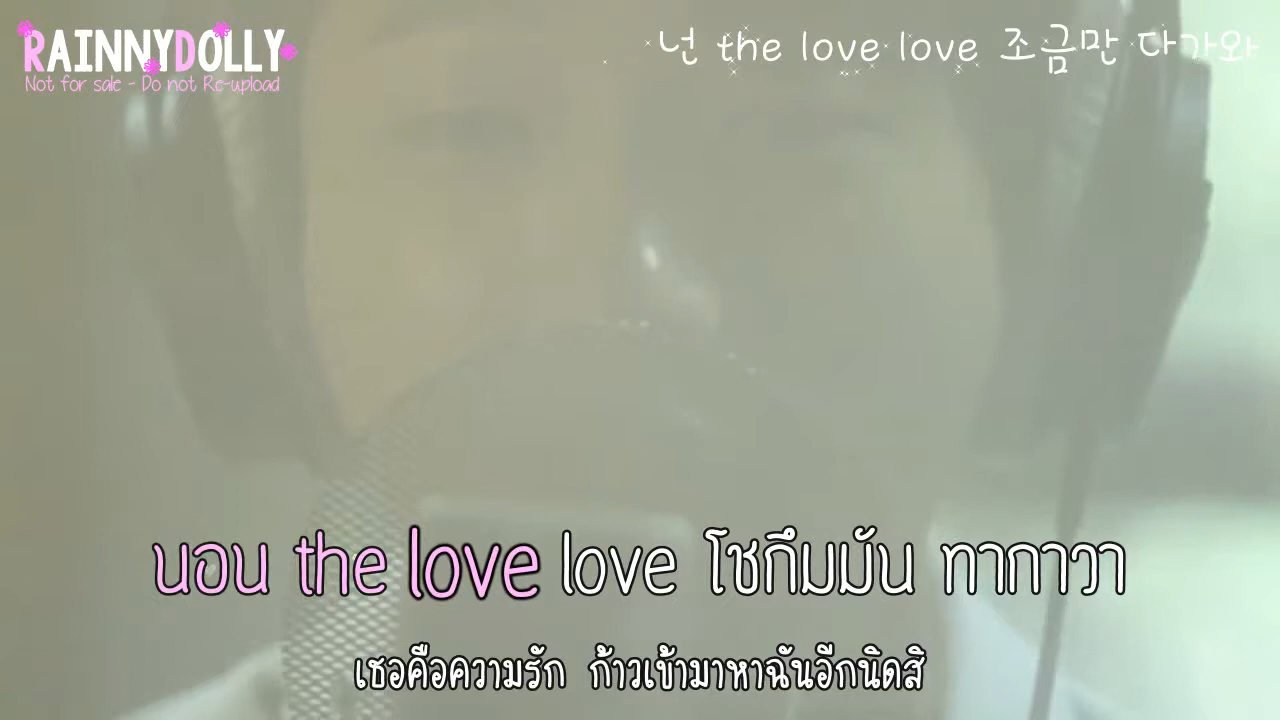 RAINNYDOLLY
Not for sale - Do not Re-upload
넌 the love love 조금만 다가와
นอน the love love โชกึมมัน ทากาวา
เธอคือความรัก ก้าวเข้ามาหาฉันอีกนิดสิ